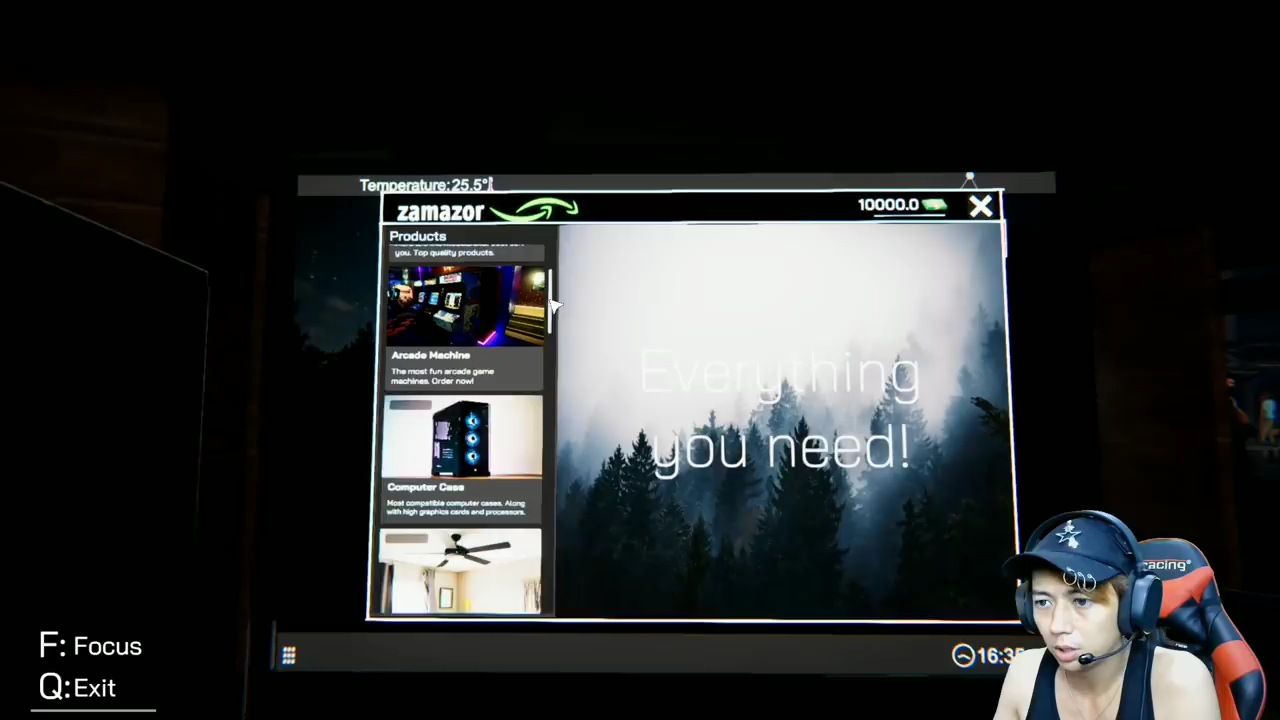 Temperature: 25.5°
zamazor
10000.0
Products
you. Top quality products.
Arcade Machine
The most fun arcade game
machines. Order now!
Computer Case
Most compatible computer cases. Along
with high graphics cards and processors.
Everything
you need!
F: Focus
Q:Exit
racing®